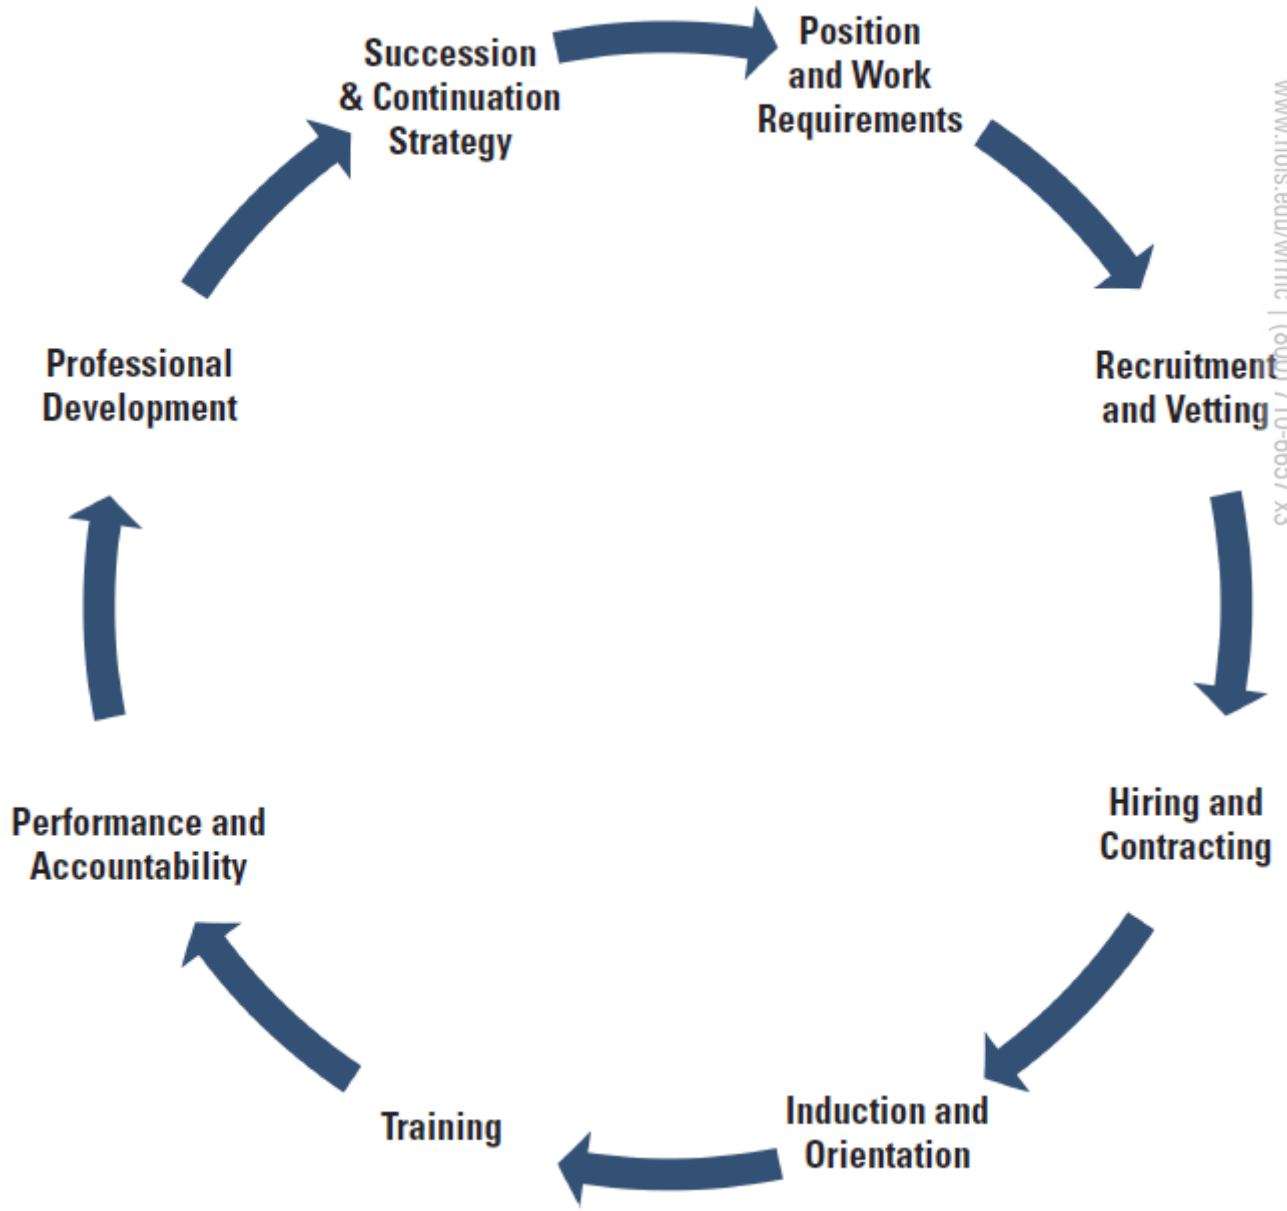 Succession
& Continuation
Strategy
Position
and Work
Requirements
Recruitment
and Vetting
Hiring and
Contracting
Induction and
Orientation
Training
Performance and
Accountability
Professional
Development